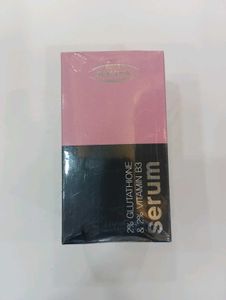 2% GLUTATHIONE
& 2% VITAMIN B3
serum